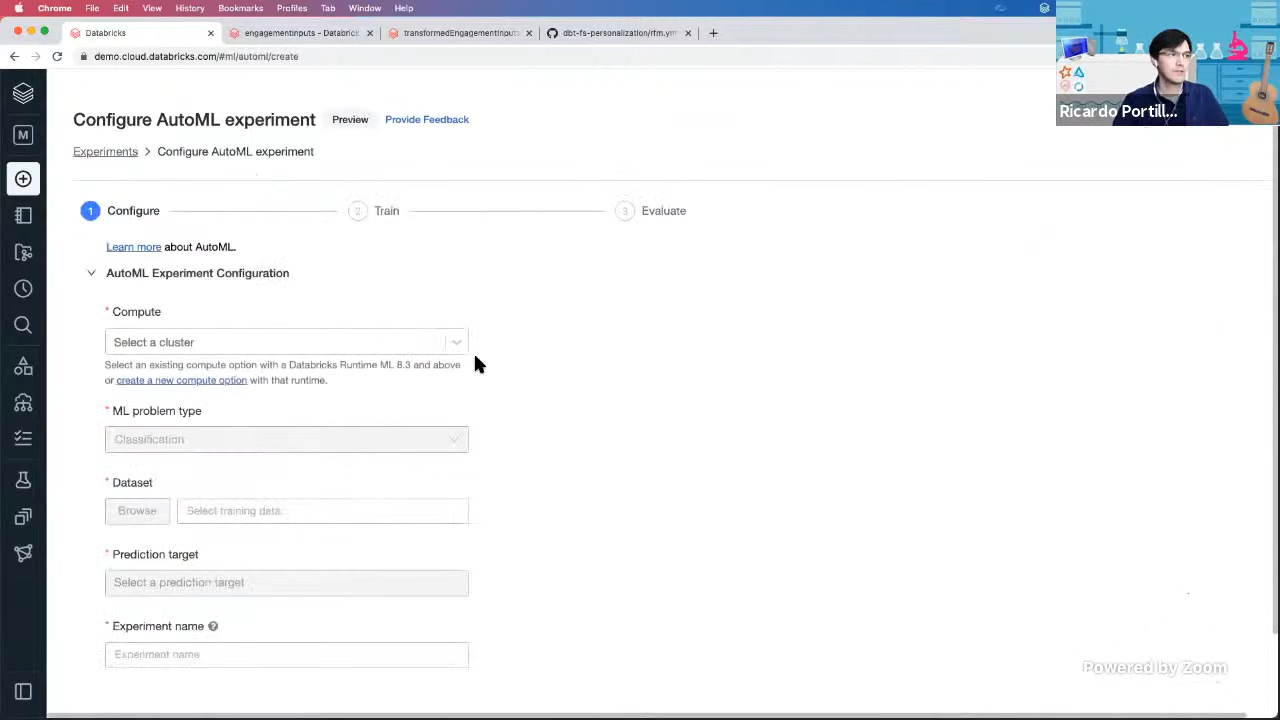 Chrome File Edit View History Bookmarks Profiles Tab Window Help
Databricks
engagementInputs - Databrick
transformedEngagementInputs
dbt-fs-personalization/rfm.ym
demo.cloud.databricks.com/#ml/automl/create
Ricardo Portill...
M
Configure AutoML experiment Preview Provide Feedback
Experiments > Configure AutoML experiment
1 Configure 2 Train 3 Evaluate
Learn more about AutoML.
AutoML Experiment Configuration
* Compute
Select a cluster
Select an existing compute option with a Databricks Runtime ML 8.3 and above
or create a new compute option with that runtime.
* ML problem type
Classification
* Dataset
Browse Select training data.
* Prediction target
Select a prediction target
* Experiment name
Experiment name
Powered by Zoom